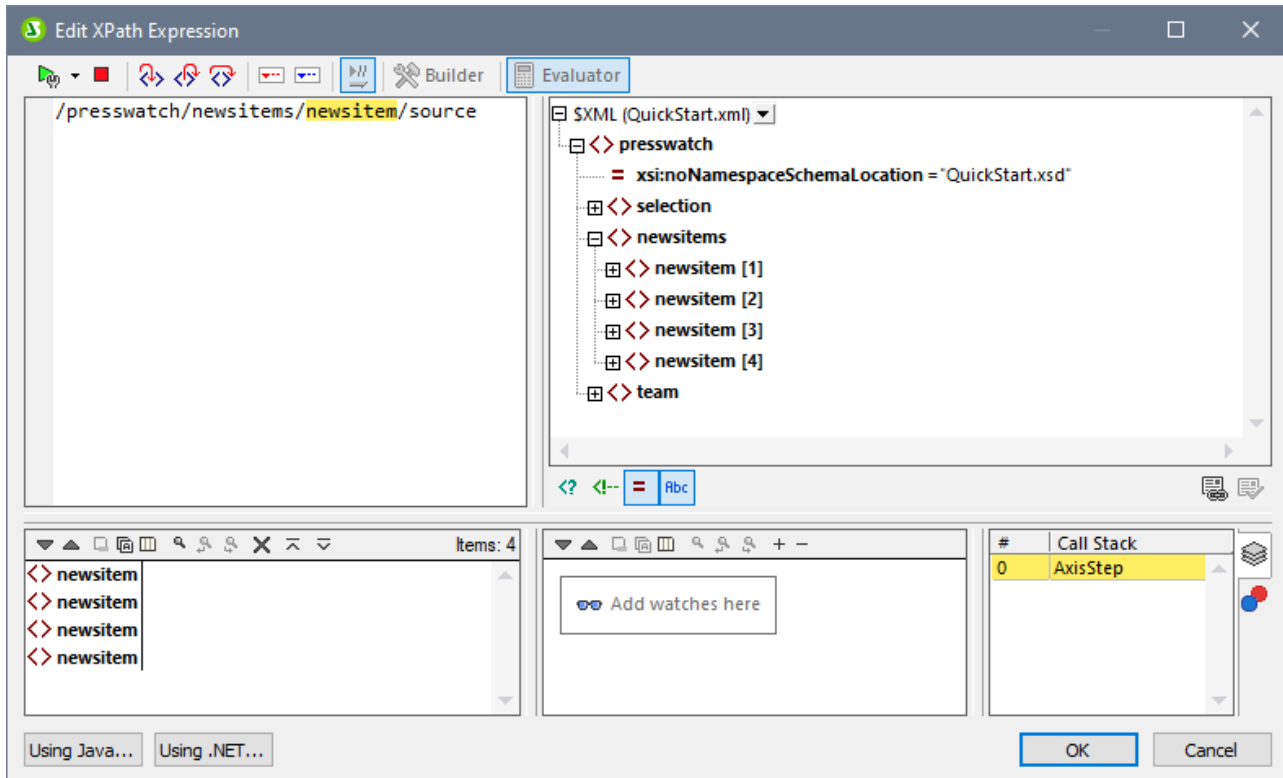 Edit XPath Expression
Builder
Evaluator
/presswatch/newsitems/newsitem/source
$XML (QuickStart.xml)
<> presswatch
= xsi:noNamespaceSchemaLocation ="QuickStart.xsd"
<> selection
<> newsitems
<> newsitem [1]
<> newsitem [2]
<> newsitem [3]
<> newsitem [4]
<> team
<? <!-- = Abc
Items: 4
<> newsitem
<> newsitem
<> newsitem
<> newsitem
Add watches here
# Call Stack
0 AxisStep
Using Java... Using .NET...
OK Cancel